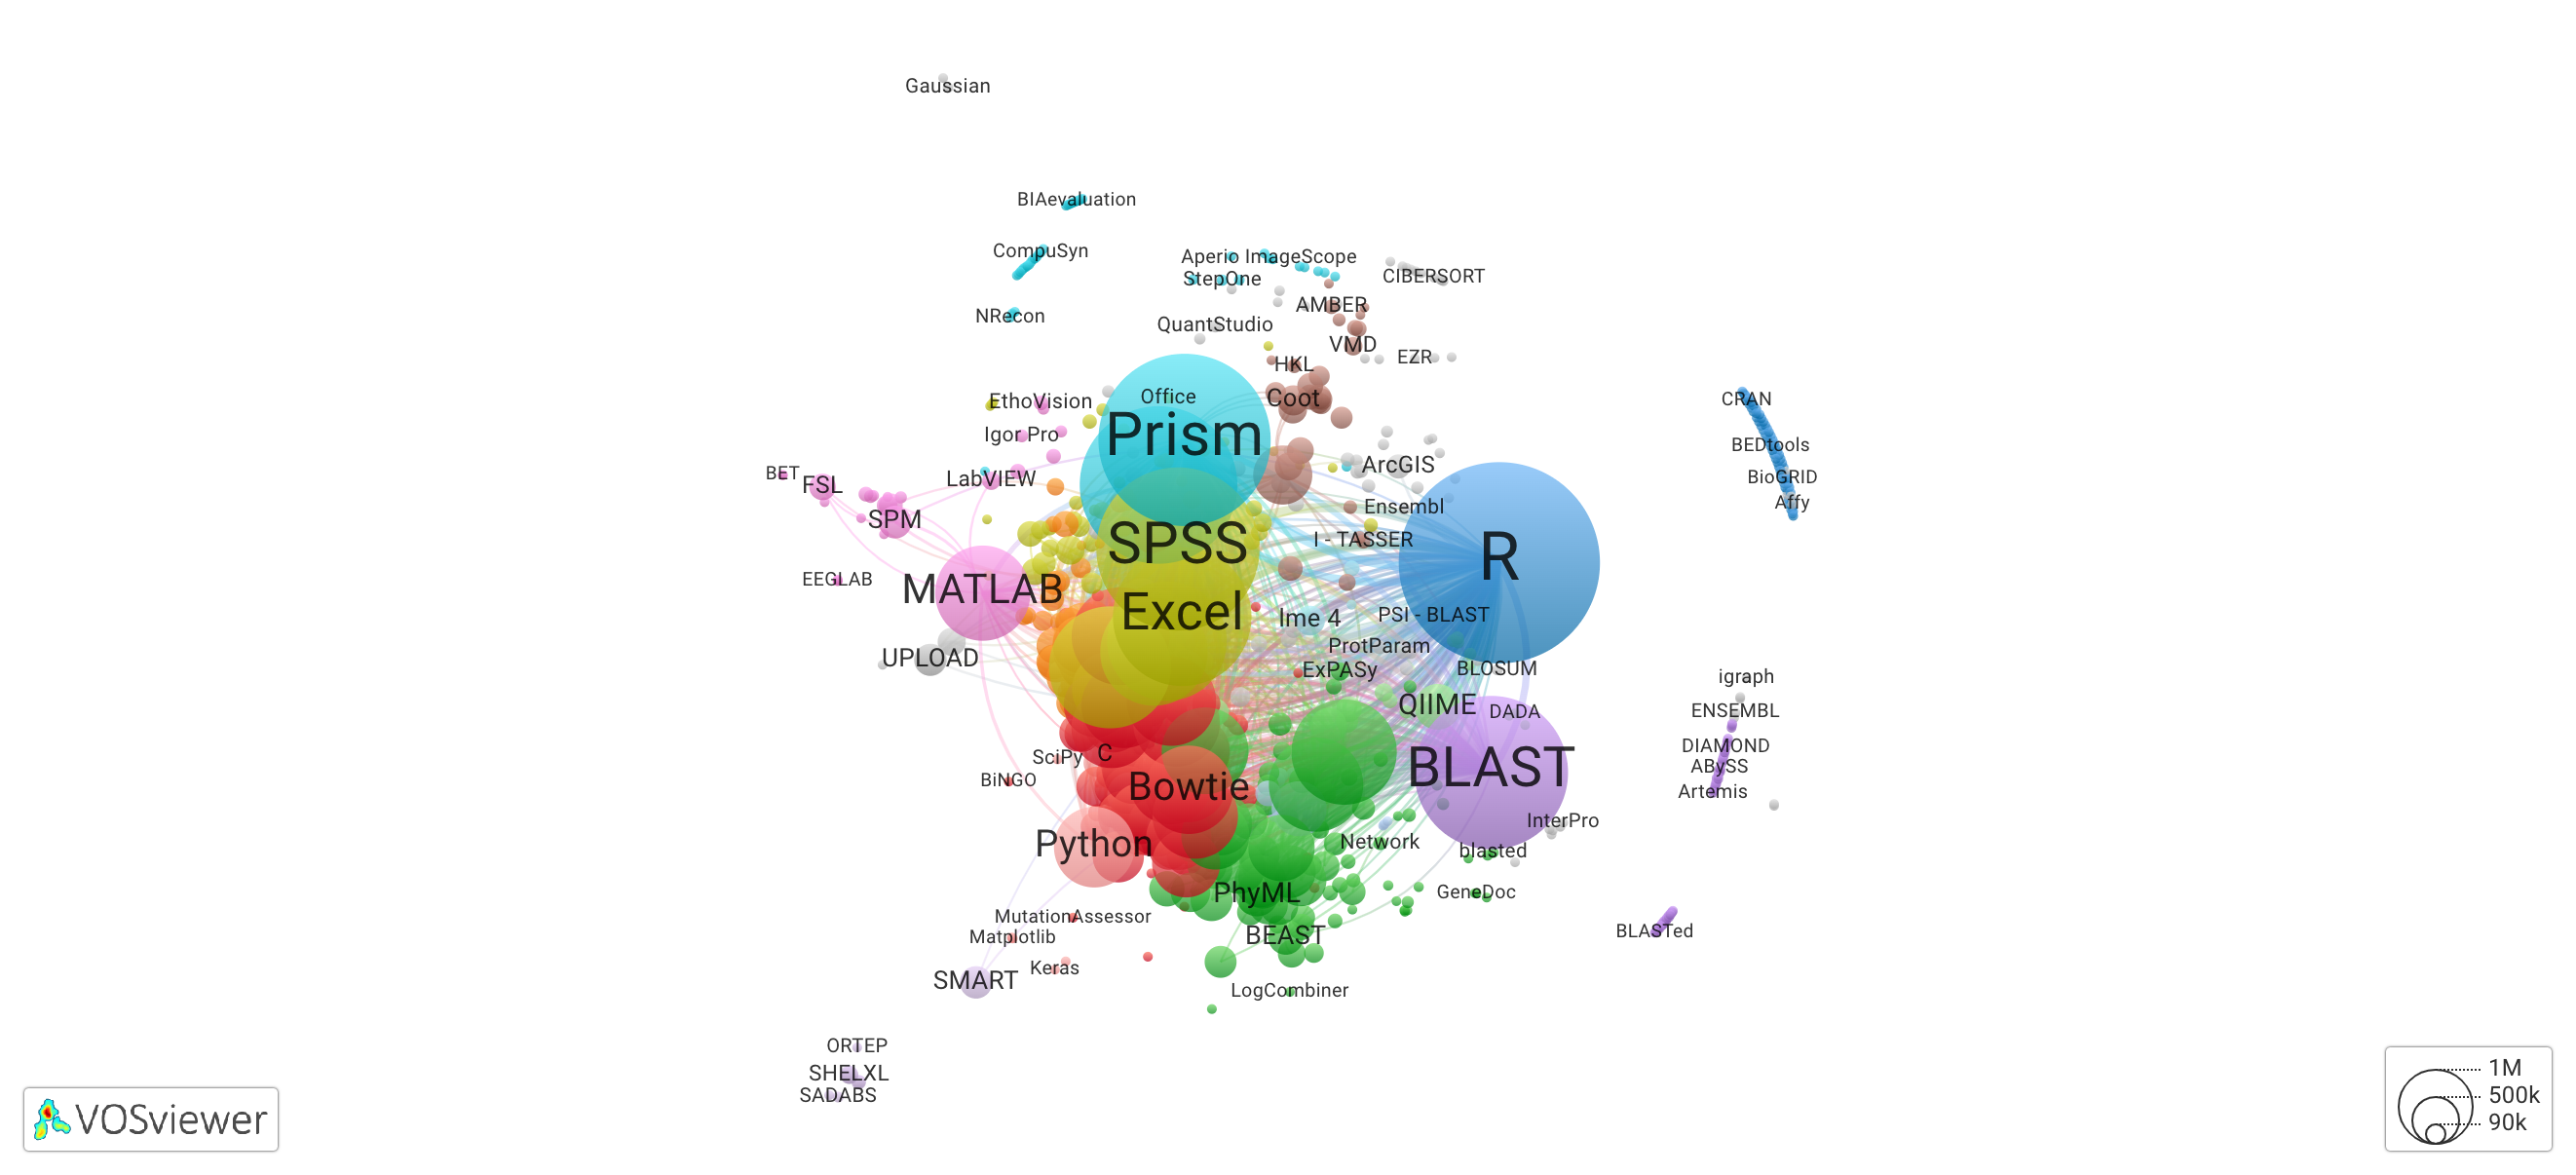 Gaussian
BIAevaluation
CompuSyn
Aperio ImageScope
StepOne
CIBERSORT
AMBER
NRecon
QuantStudio
VMD
EZR
HKL
Office
Coot
EthoVision
CRAN
Prism
Igor Pro
BEDtools
ArcGIS
BET
FSL
LabVIEW
BioGRID
Affy
Ensembl
SPM
I - TASSER
SPSS
R
EEGLAB
MATLAB
Excel
lme 4
PSI - BLAST
ProtParam
UPLOAD
ExPASy
BLOSUM
igraph
QIIME
DADA
ENSEMBL
DIAMOND
SciPy
C
BLAST
ABySS
BiNGO
Bowtie
Artemis
InterPro
Python
Network
blasted
PhyML
GeneDoc
MutationAssessor
Matplotlib
BEAST
BLASTed
Keras
SMART
LogCombiner
ORTEP
SHELXL
SADABS
VOSviewer
1M
500k
90k